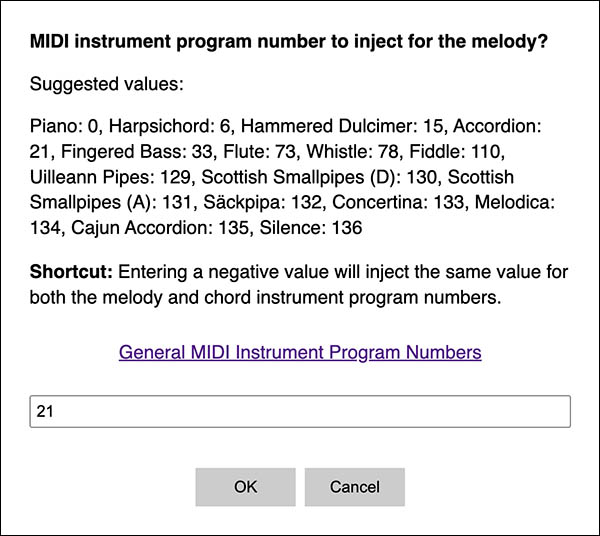 MIDI instrument program number to inject for the melody?
Suggested values:
Piano: 0, Harpsichord: 6, Hammered Dulcimer: 15, Accordion:
21, Fingered Bass: 33, Flute: 73, Whistle: 78, Fiddle: 110,
Uilleann Pipes: 129, Scottish Smallpipes (D): 130, Scottish
Smallpipes (A): 131, Säckpipa: 132, Concertina: 133, Melodica:
134, Cajun Accordion: 135, Silence: 136
Shortcut: Entering a negative value will inject the same value for
both the melody and chord instrument program numbers.
General MIDI Instrument Program Numbers
21
OK Cancel